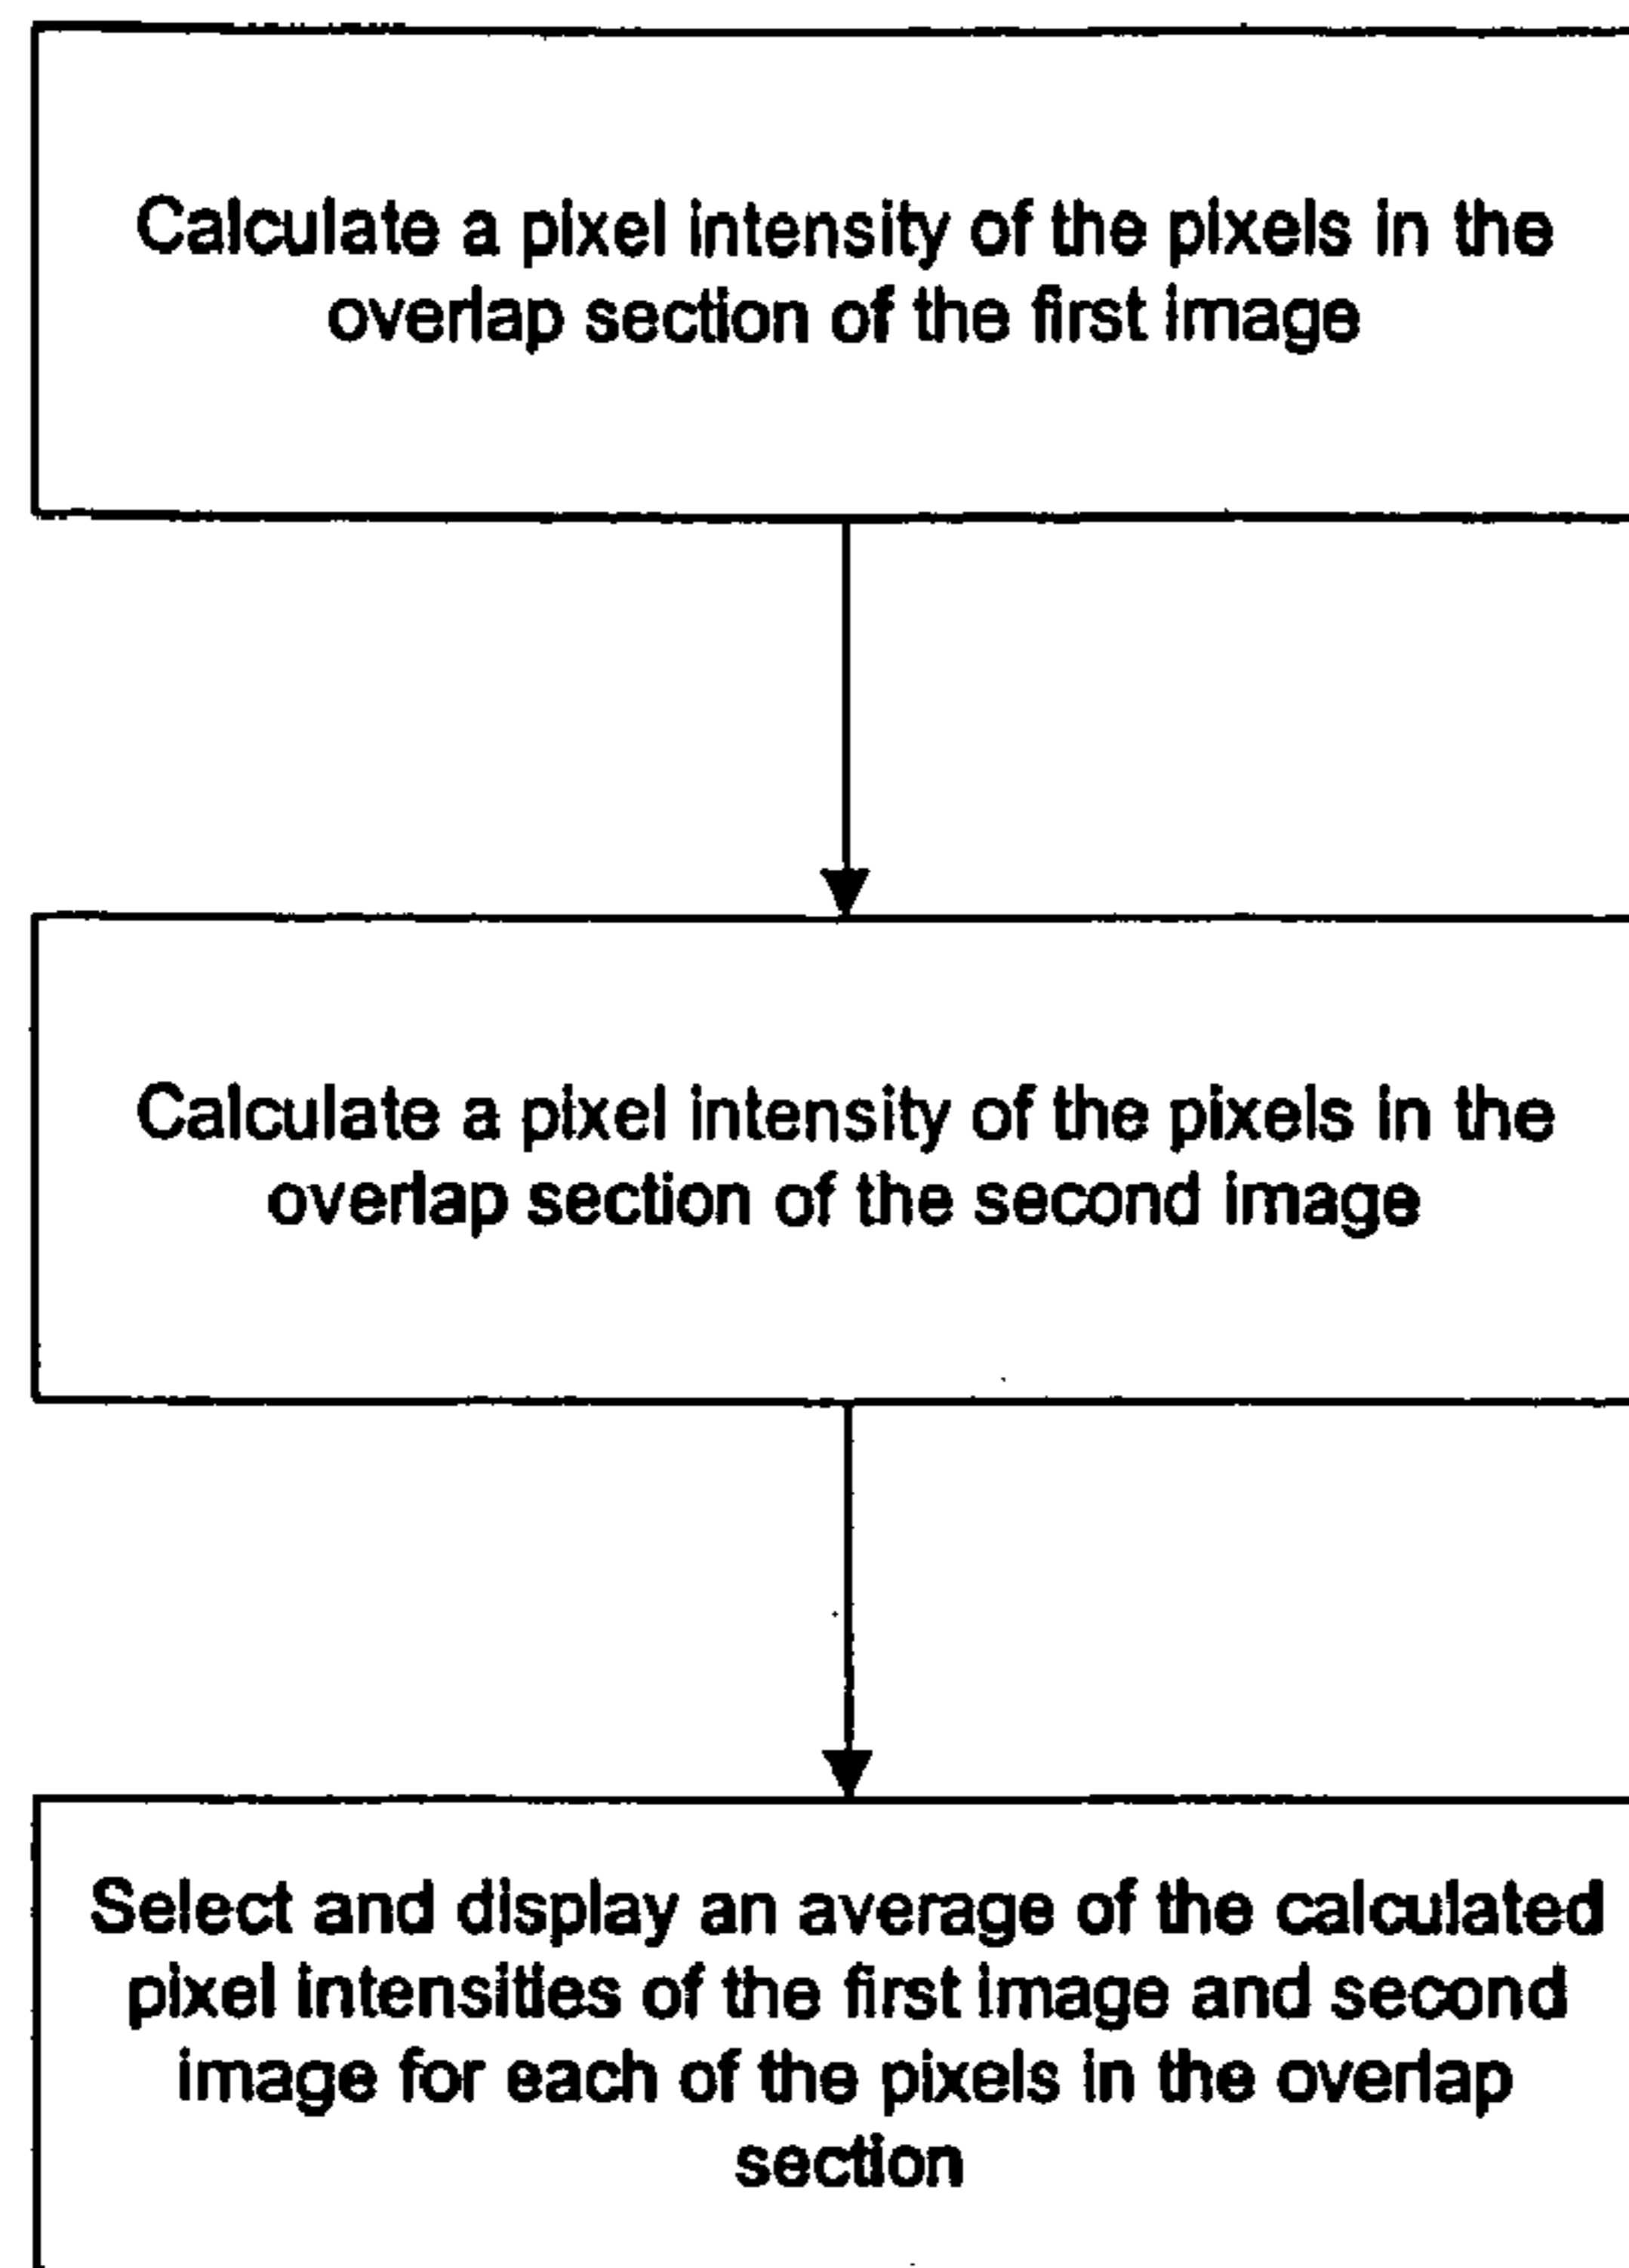 Calculate a pixel intensity of the pixels in the
overlap section of the first image
Calculate a pixel intensity of the pixels in the
overlap section of the second image
Select and display an average of the calculated
pixel intensities of the first image and second
image for each of the pixels in the overlap
section